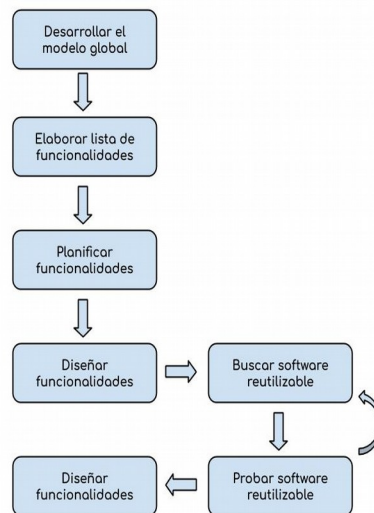 Desarrollar el
modelo global
Elaborar lista de
funcionalidades
Planificar
funcionalidades
Diseñar
funcionalidades
Buscar software
reutilizable
Probar software
reutilizable
Diseñar
funcionalidades